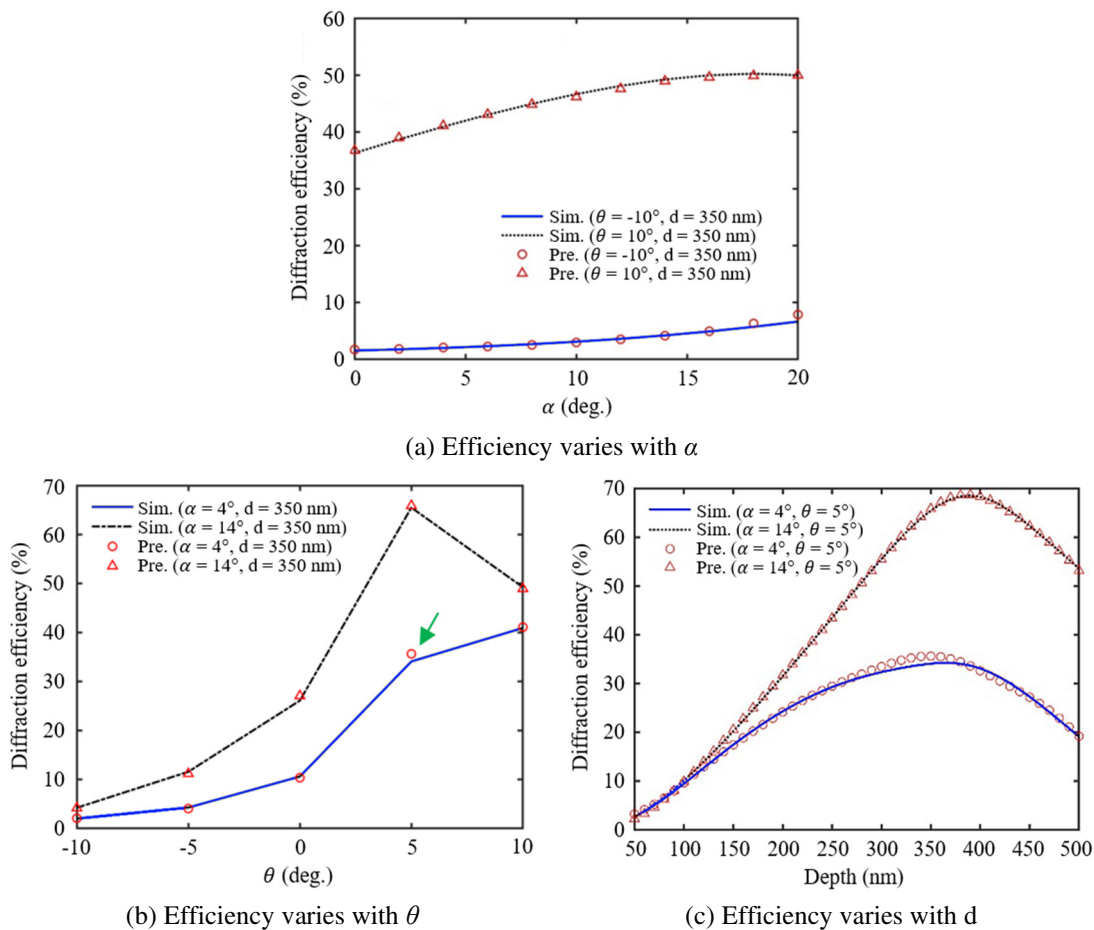 60
50
40
30
20
10
0
Diffraction efficiency (%)
Sim. (θ = -10°, d = 350 nm)
Sim. (θ = 10°, d = 350 nm)
Pre. (θ = -10°, d = 350 nm)
Pre. (θ = 10°, d = 350 nm)
0 5 10 15 20
α (deg.)
(a) Efficiency varies with α
70
60
50
40
30
20
10
0
Diffraction efficiency (%)
Sim. (α = 4°, d = 350 nm)
Sim. (α = 14°, d = 350 nm)
Pre. (α = 4°, d = 350 nm)
Pre. (α = 14°, d = 350 nm)
-10 -5 0 5 10
θ (deg.)
(b) Efficiency varies with θ
70
60
50
40
30
20
10
0
Diffraction efficiency (%)
Sim. (α = 4°, θ = 5°)
Sim. (α = 14°, θ = 5°)
Pre. (α = 4°, θ = 5°)
Pre. (α = 14°, θ = 5°)
50 100 150 200 250 300 350 400 450 500
Depth (nm)
(c) Efficiency varies with d